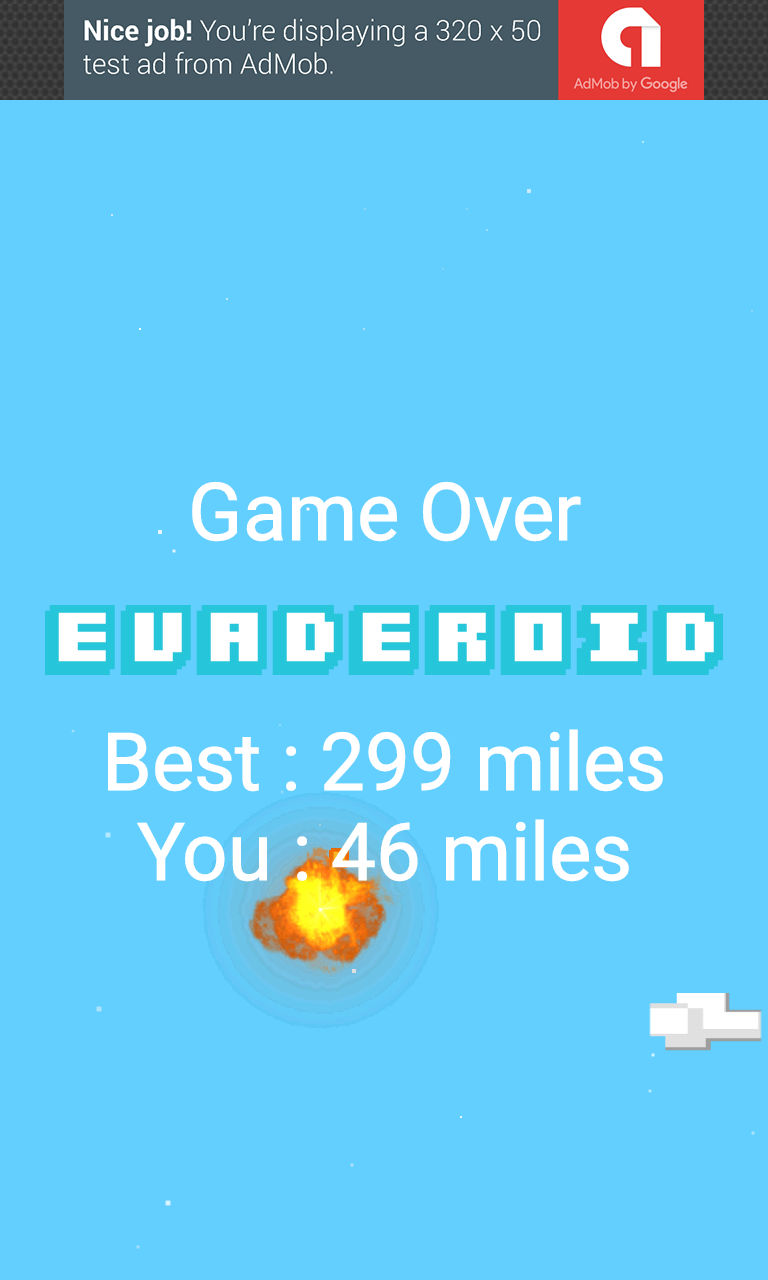 Nice job! You're displaying a 320 x 50
test ad from AdMob.
AdMob by Google
Game Over
EVADEROID
Best : 299 miles
You : 46 miles